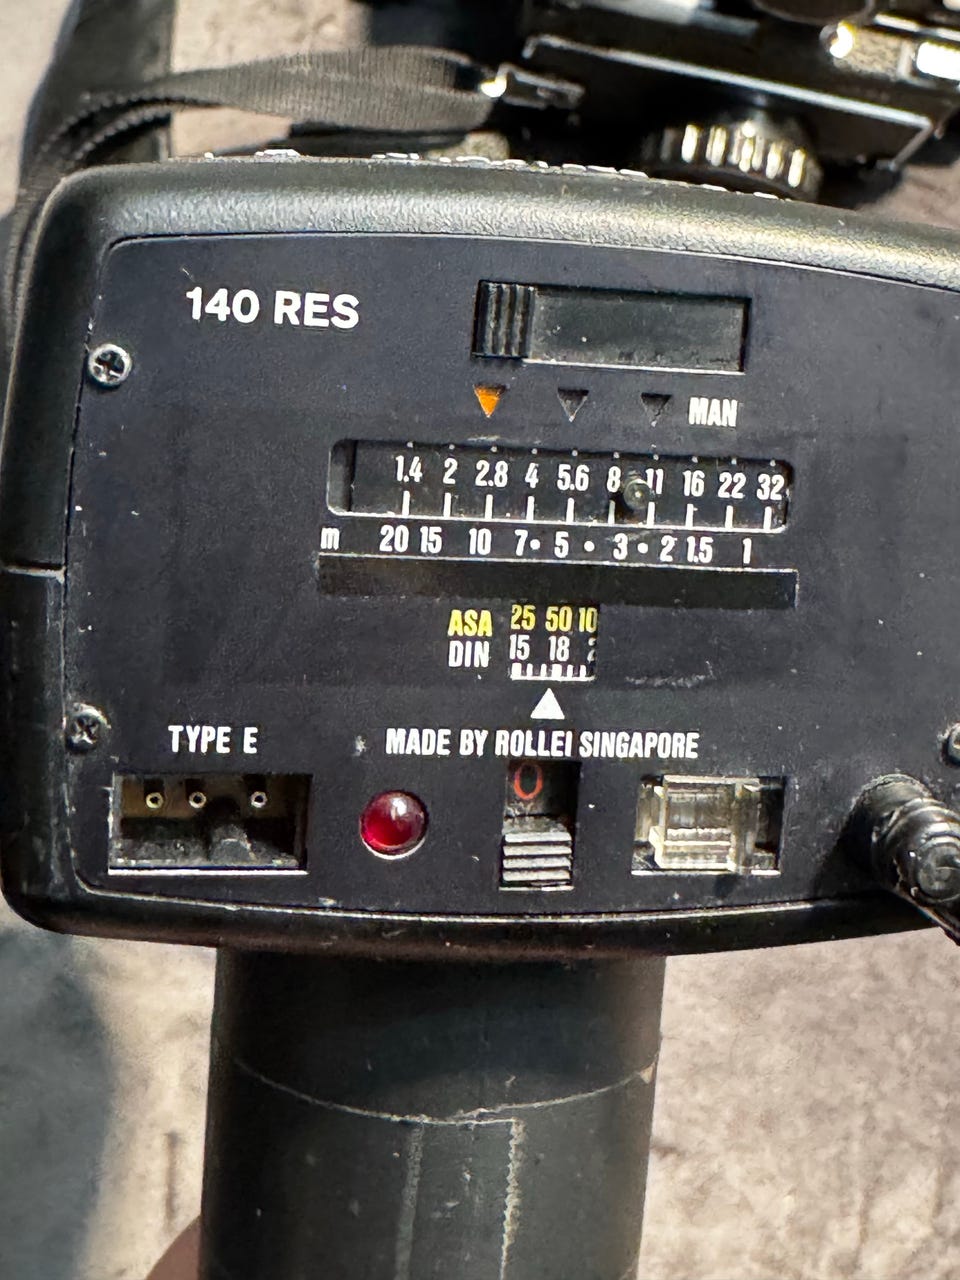 140 RES
MAN
1.4 2 2.8 4 5.6 8 11 16 22 32
m 20 15 10 7• 5 • 3 • 2 1.5 1
ASA 25 50 10
DIN 15 18
TYPE E
MADE BY ROLLEI SINGAPORE
O